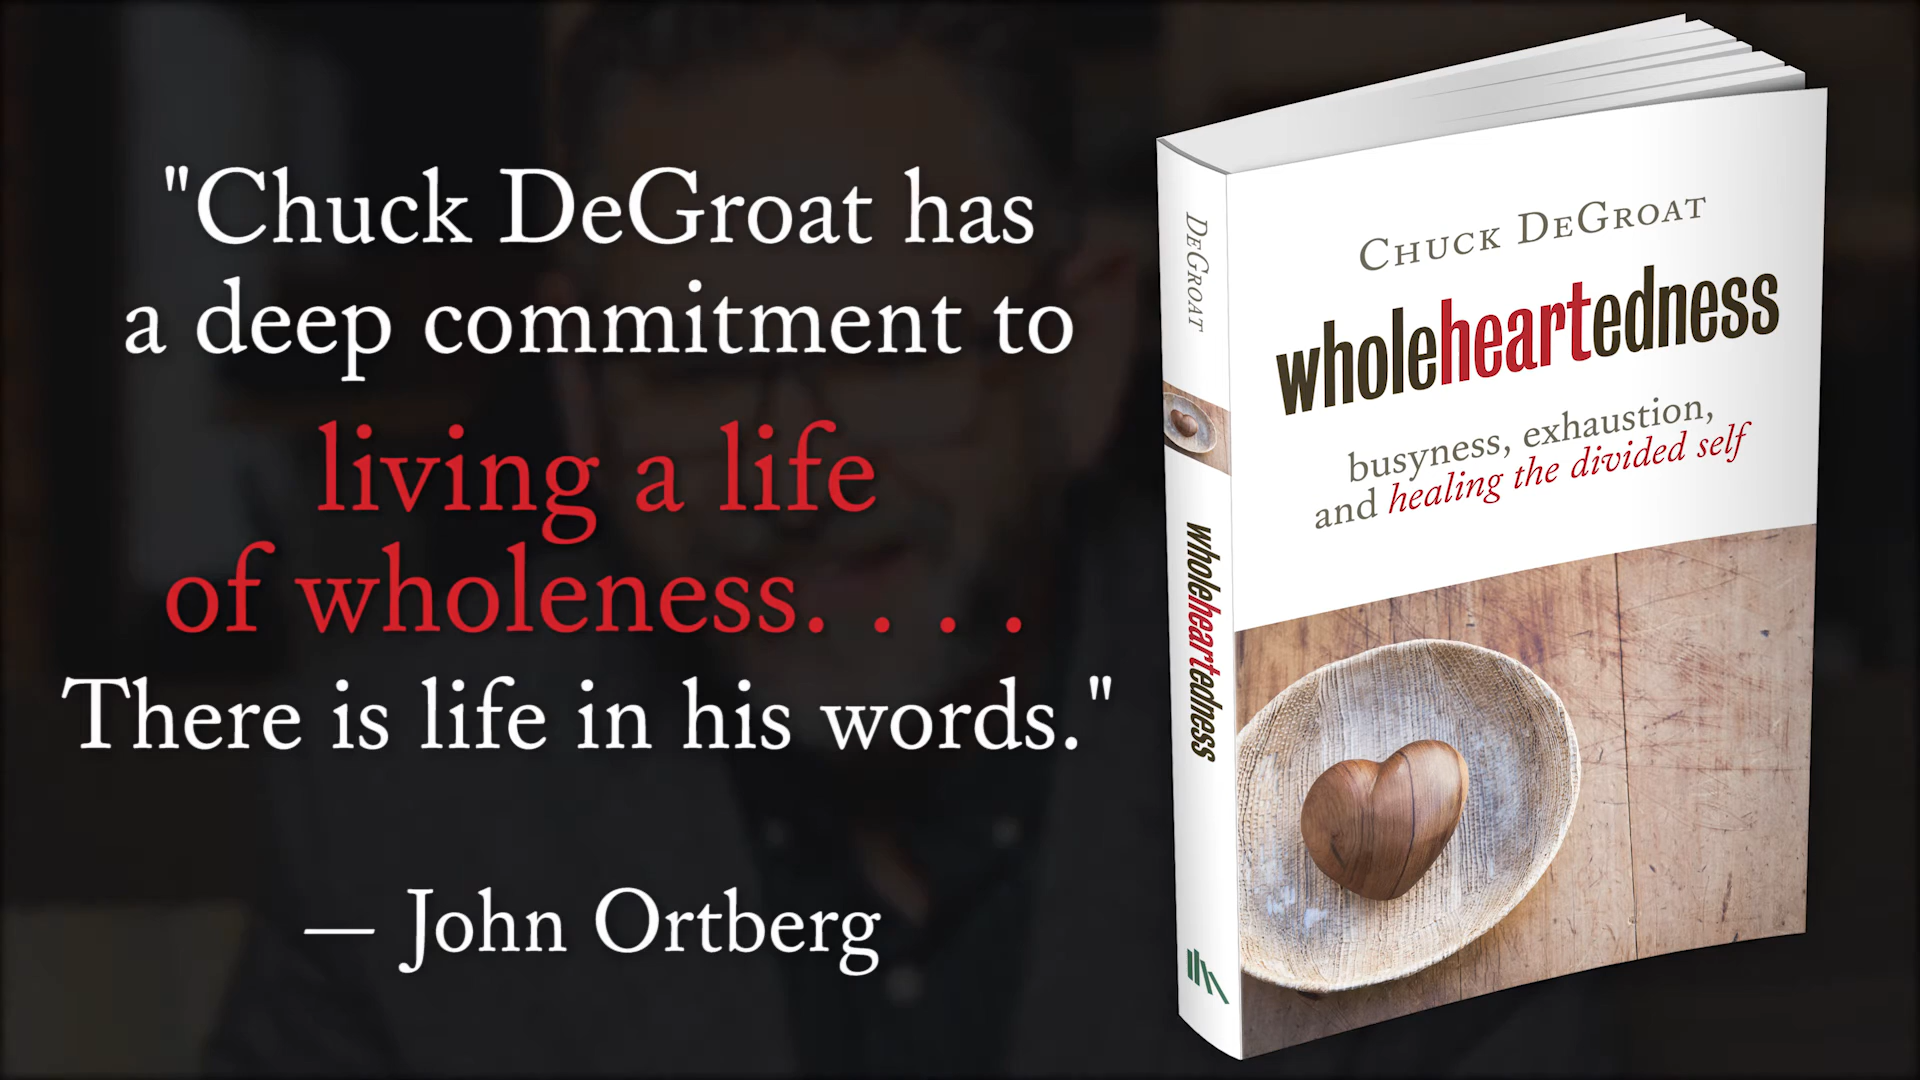 "Chuck DeGroat has
a deep commitment to
living a life
of wholeness. . . .
There is life in his words."
— John Ortberg
DeGroat
wholeheartedness
Chuck DeGroat
wholeheartedness
busyness, exhaustion,
and healing the divided self